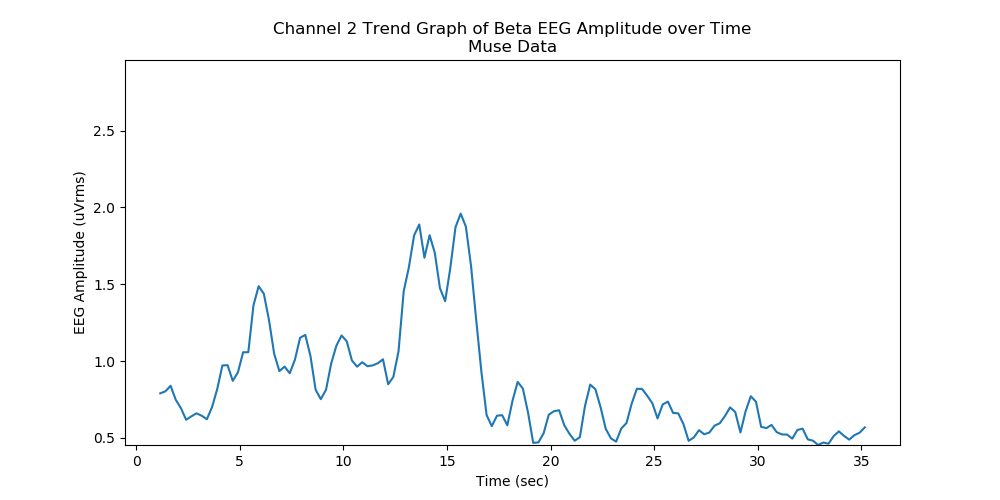 Channel 2 Trend Graph of Beta EEG Amplitude over Time
Muse Data
EEG Amplitude (uVrms)
2.5
2.0
1.5
1.0
0.5
0 5 10 15 20 25 30 35
Time (sec)